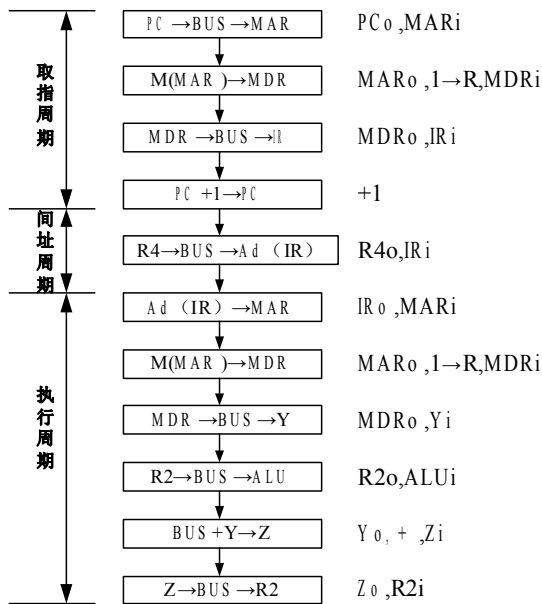 PC →BUS →MAR PCo ,MARi
M(MAR )→MDR MARo ,1→R,MDRi
MDR →BUS →IR MDRo ,IRi
PC +1→PC +1
取指周期
R4→BUS →Ad （IR） R4o,IRi
间址周期
Ad （IR）→MAR IRo ,MARi
M(MAR )→MDR MARo ,1→R,MDRi
MDR →BUS →Y MDRo ,Yi
R2→BUS →ALU R2o,ALUi
BUS +Y→Z Yo, + ,Zi
Z→BUS →R2 Zo ,R2i
执行周期